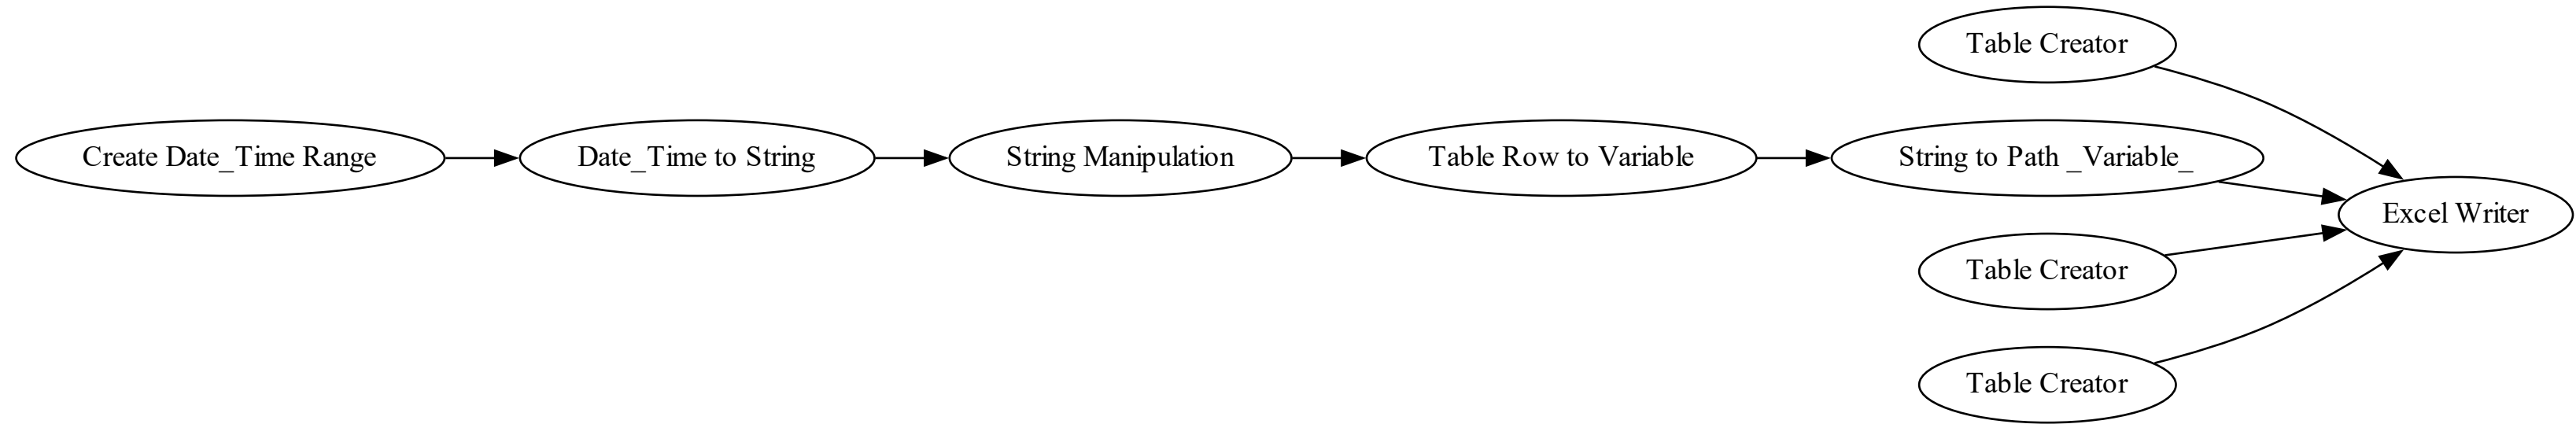 Table Creator
Create Date_Time Range
Date_Time to String
String Manipulation
Table Row to Variable
String to Path _Variable_
Excel Writer
Table Creator
Table Creator